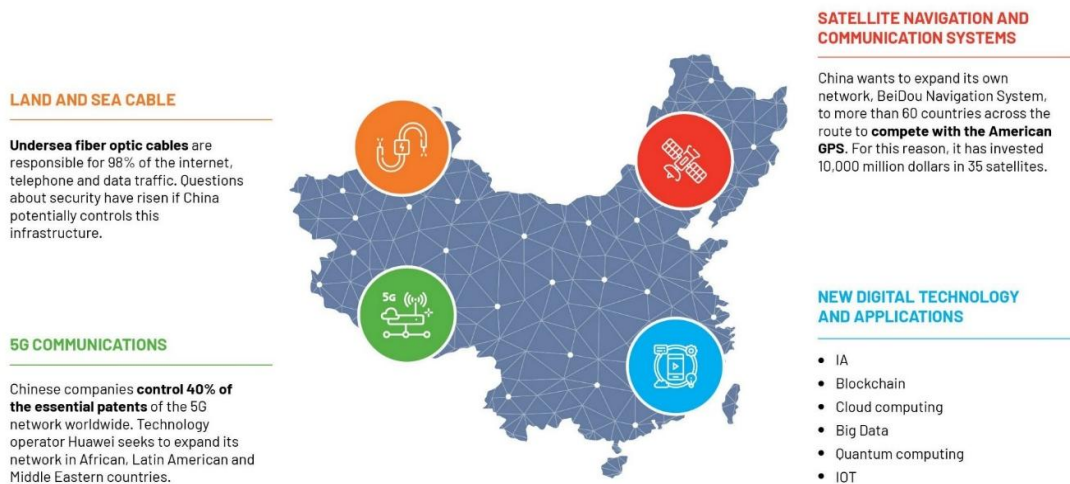 LAND AND SEA CABLE
Undersea fiber optic cables are
responsible for 98% of the internet,
telephone and data traffic. Questions
about security have risen if China
potentially controls this
infrastructure.
5G COMMUNICATIONS
Chinese companies control 40% of
the essential patents of the 5G
network worldwide. Technology
operator Huawei seeks to expand its
network in African, Latin American and
Middle Eastern countries.
5G
SATELLITE NAVIGATION AND
COMMUNICATION SYSTEMS
China wants to expand its own
network, BeiDou Navigation System,
to more than 60 countries across the
route to compete with the American
GPS. For this reason, it has invested
10,000 million dollars in 35 satellites.
NEW DIGITAL TECHNOLOGY
AND APPLICATIONS
• IA
• Blockchain
• Cloud computing
• Big Data
• Quantum computing
• IOT